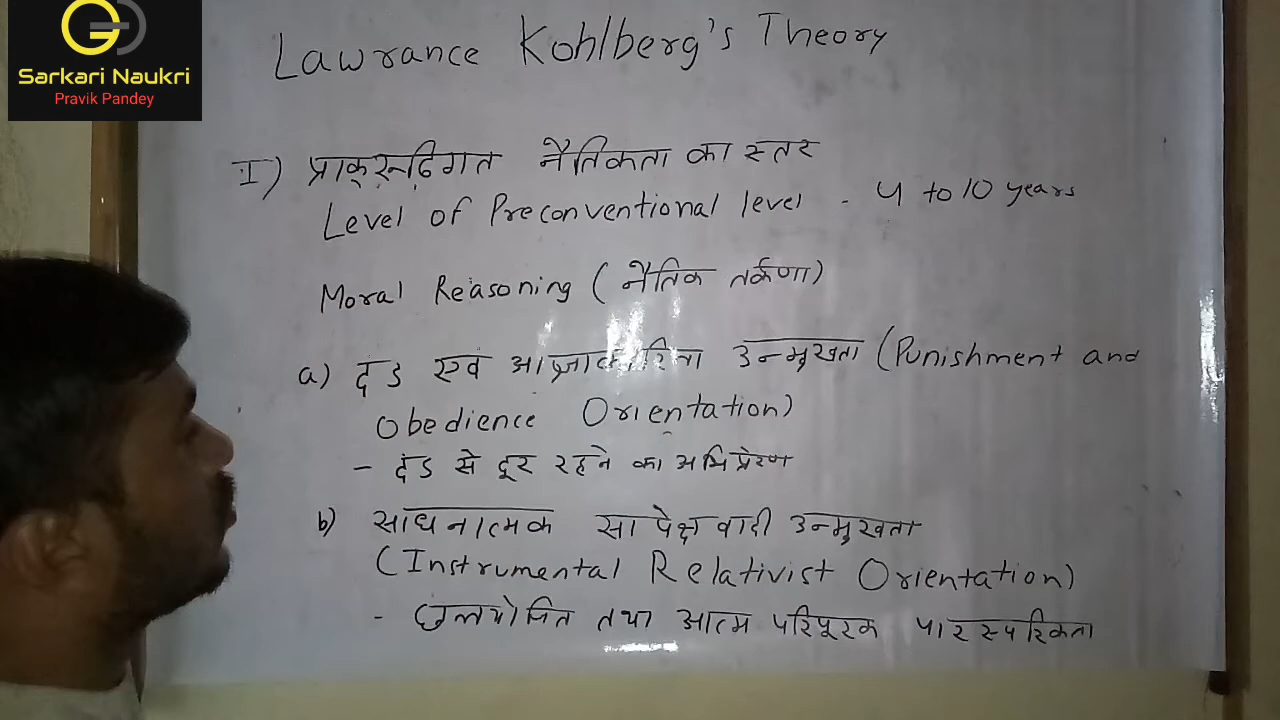 Sarkari Naukri
Pravik Pandey
Lawrance Kohlberg's Theory
I) प्राक्रूढ़िगत नैतिकता का स्तर
Level of Preconventional level - 4 to 10 years
Moral Reasoning (नैतिक तर्कणा)
a) दंड एवं आज्ञाकारिता उन्मुखता (Punishment and
Obedience Orientation)
- दंड से दूर रहने का अभिप्रेरण
b) साधनात्मक सापेक्षवादी उन्मुखता
(Instrumental Relativist Orientation)
- तथा आत्म परिपूरक पारस्परिकता